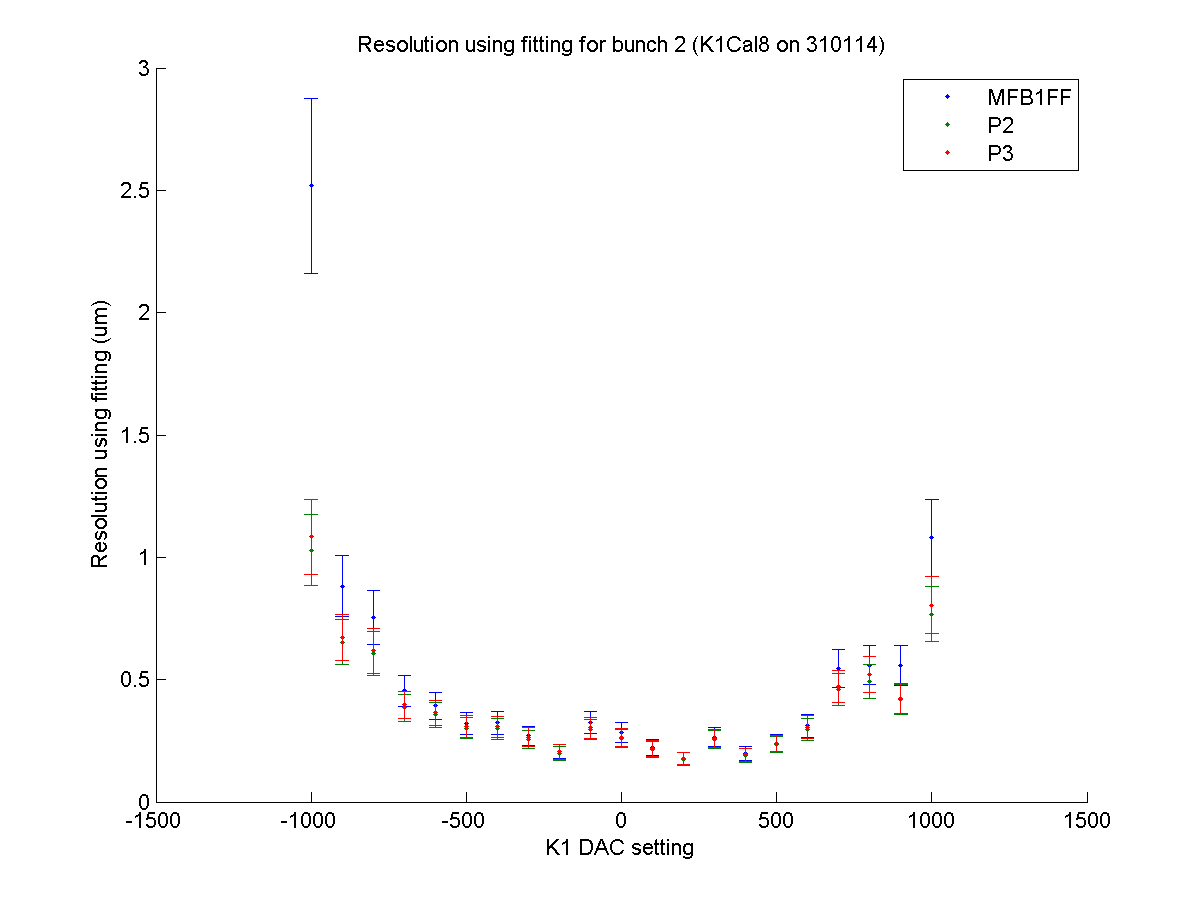 Resolution using fitting for bunch 2 (K1Cal8 on 310114)
MFB1FF
P2
P3
Resolution using fitting (um)
3
2.5
2
1.5
1
0.5
0
-1500
-1000
-500
0
500
1000
1500
K1 DAC setting